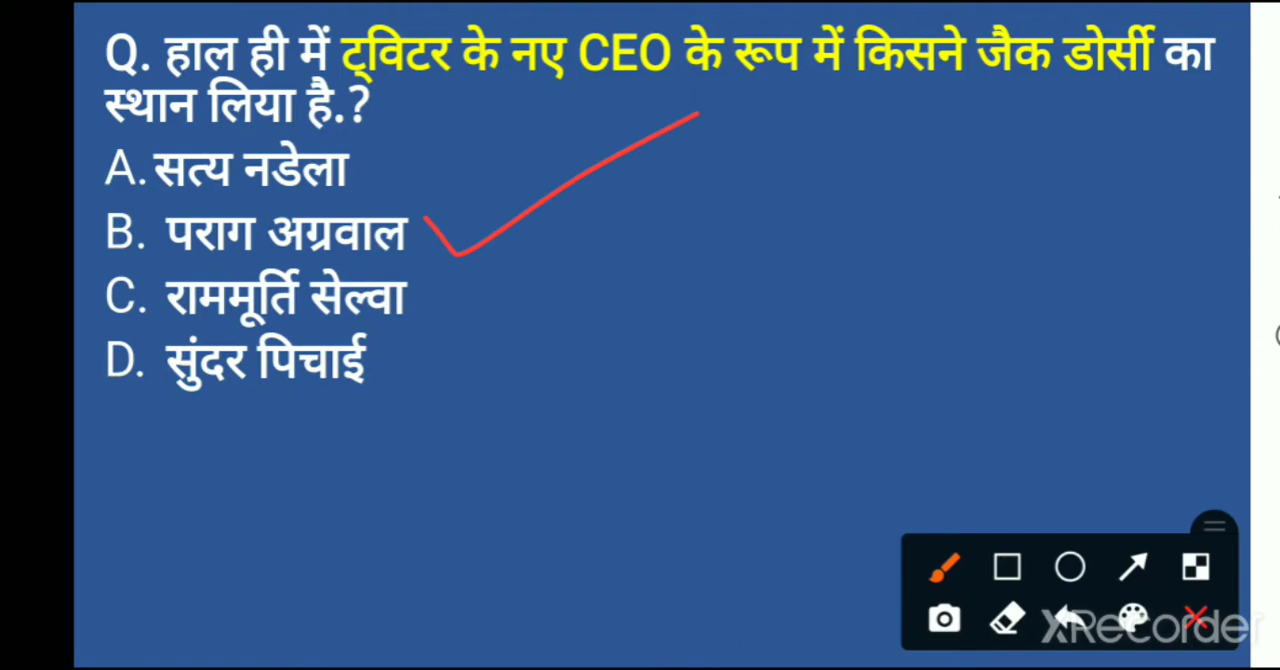 Q. हाल ही में ट्विटर के नए CEO के रूप में किसने जैक डोर्सी का
स्थान लिया है.?
A. सत्य नडेला
B. पराग अग्रवाल
C. राममूर्ति सेल्वा
D. सुंदर पिचाई
XRecorder